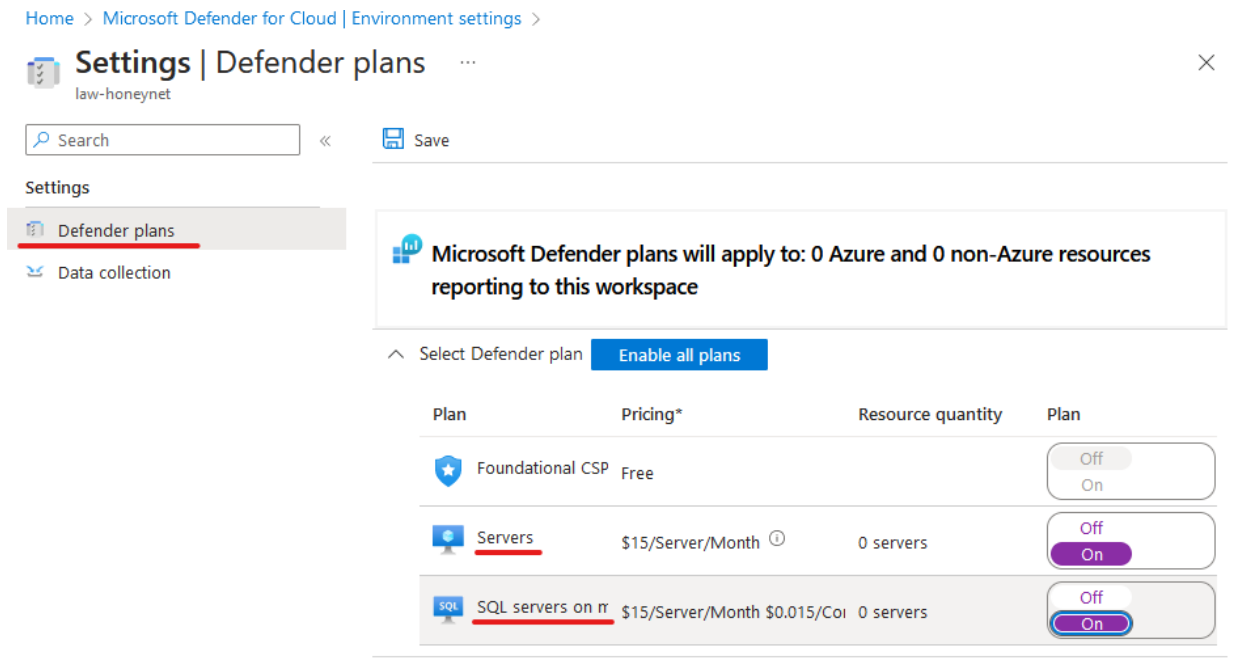 Home > Microsoft Defender for Cloud | Environment settings >
Settings | Defender plans ...
law-honeynet
Search «
Save
Settings
Defender plans
Data collection
Microsoft Defender plans will apply to: 0 Azure and 0 non-Azure resources
reporting to this workspace
Select Defender plan Enable all plans
Plan Pricing* Resource quantity Plan
Foundational CSP Free Off
On
Servers $15/Server/Month 0 servers Off
On
SQL SQL servers on m $15/Server/Month $0.015/Co 0 servers Off
On